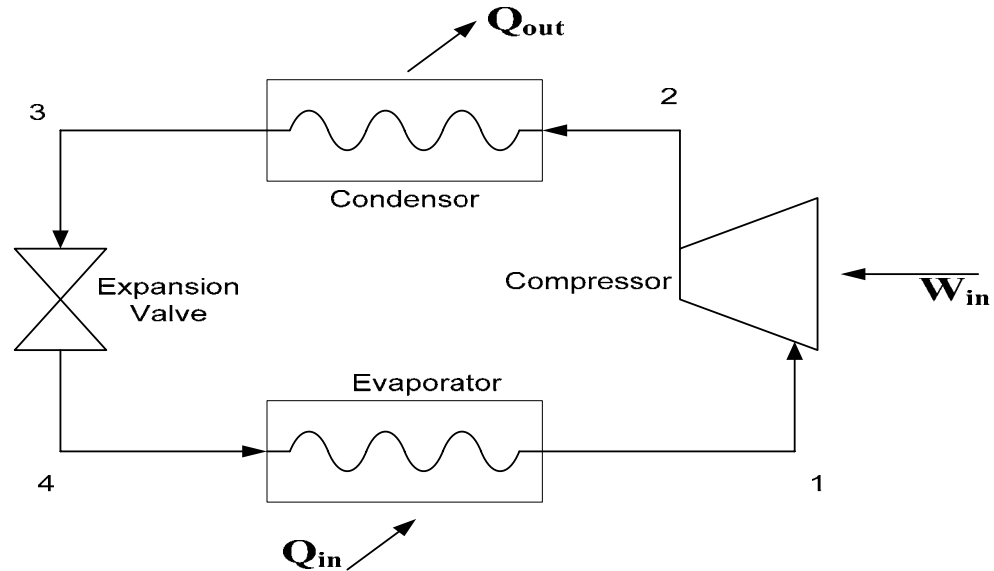 Qout
2
3
Condensor
Compressor
Expansion
Valve
Win
Evaporator
4
1
Qin